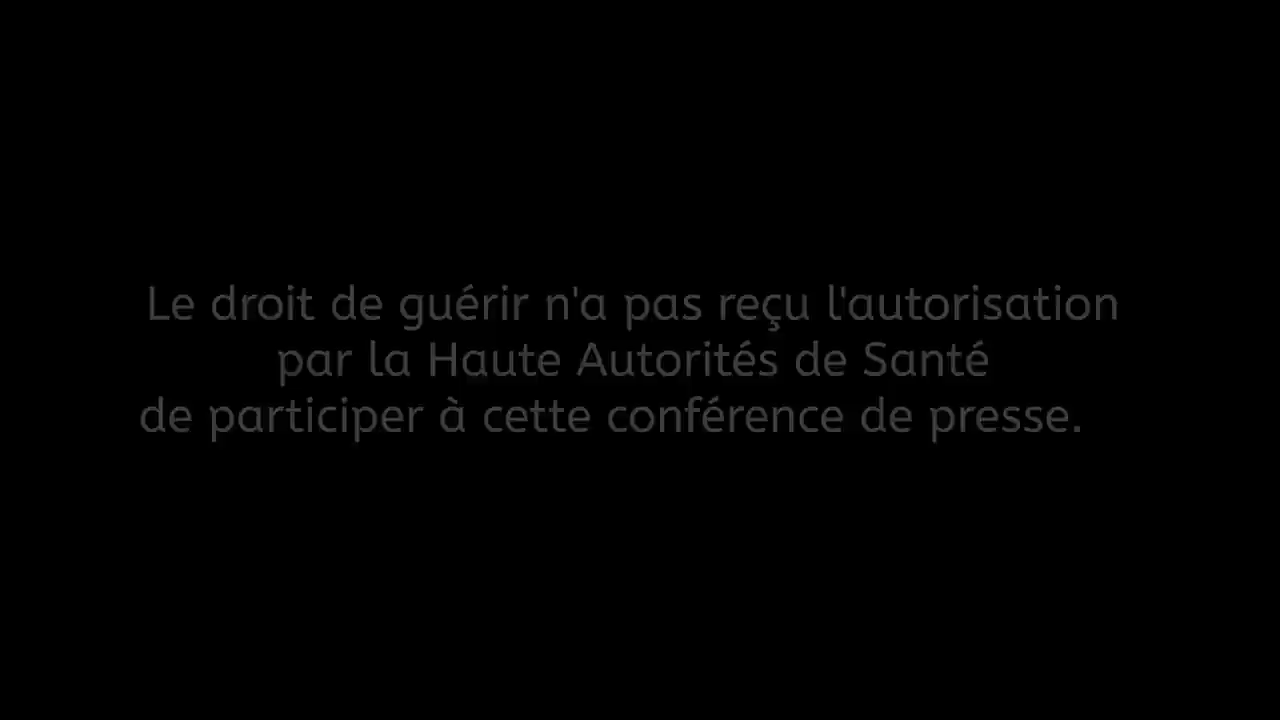 Le droit de guérir n'a pas reçu l'autorisation
par la Haute Autorités de Santé
de participer à cette conférence de presse.